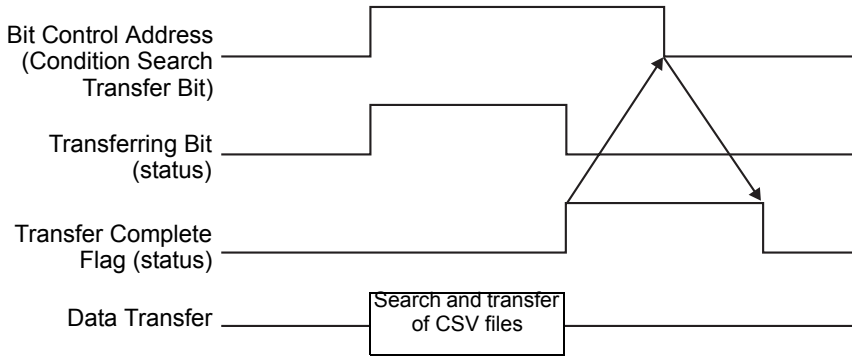 Bit Control Address
(Condition Search
Transfer Bit)
Transferring Bit
(status)
Transfer Complete
Flag (status)
Data Transfer
Search and transfer
of CSV files